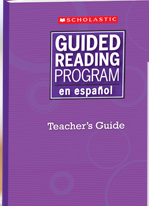 SCHOLASTIC
GUIDED
READING
PROGRAM
en español
Teacher's Guide